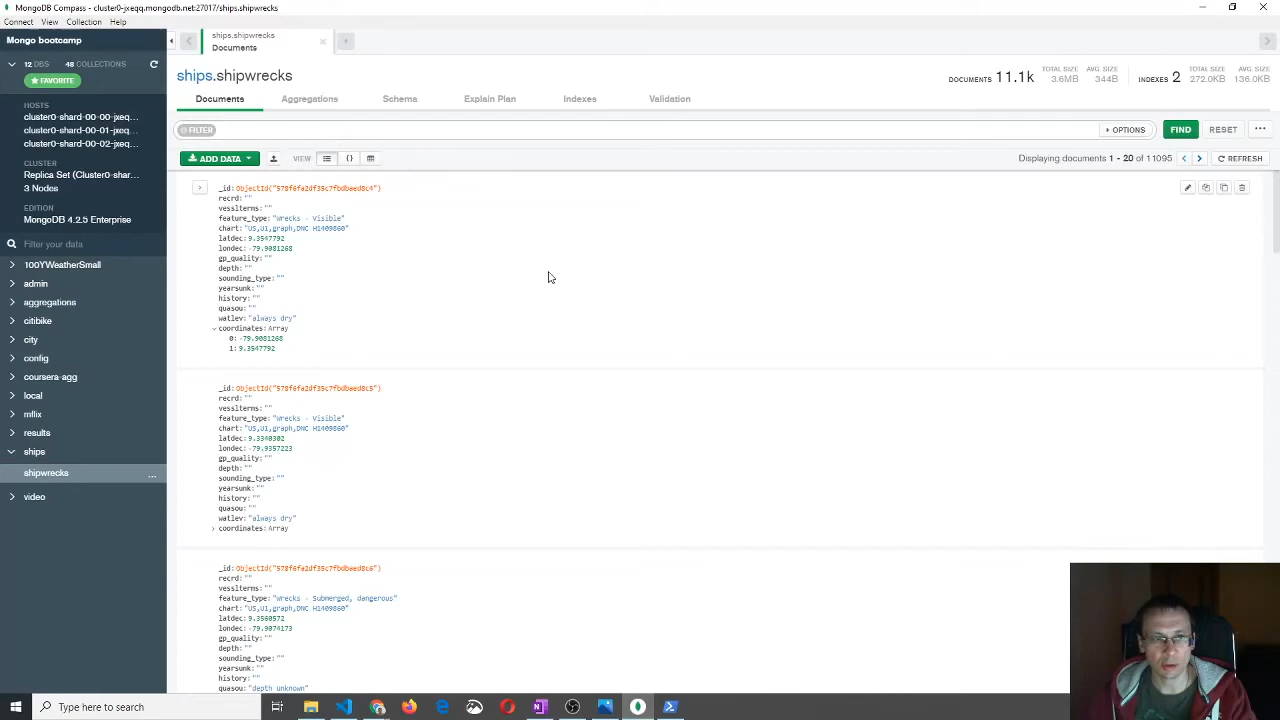 MongoDB Compass - cluster0-jxeqq.mongodb.net:27017/ships.shipwrecks
Connect View Collection Help
Mongo bootcamp
12 DBS 48 COLLECTIONS
FAVORITE
HOSTS
cluster0-shard-00-00-jxeq...
cluster0-shard-00-01-jxeq...
cluster0-shard-00-02-jxeq...
CLUSTER
Replica Set (Cluster0-shar...
3 Nodes
EDITION
MongoDB 4.2.5 Enterprise
Filter your data
100YWeatherSmall
admin
aggregations
citibike
city
config
coursera-agg
local
mflix
results
ships
shipwrecks ...
video
ships.shipwrecks
Documents
ships.shipwrecks
DOCUMENTS 11.1k TOTAL SIZE 3.6MB AVG. SIZE 344B INDEXES 2 TOTAL SIZE 272.0KB AVG. SIZE 136.0KB
Documents Aggregations Schema Explain Plan Indexes Validation
FILTER OPTIONS FIND RESET ...
ADD DATA VIEW {} Displaying documents 1 - 20 of 11095 REFRESH
_id: ObjectId("578f6fa2df35c7fbdbaed8c4")
recrd: ""
vesslterms: ""
feature_type: "Wrecks - Visible"
chart: "US,U1,graph,DNC H1409860"
latdec: 9.3547792
londec: -79.9081268
gp_quality: ""
depth: ""
sounding_type: ""
yearsunk: ""
history: ""
quasou: ""
watlev: "always dry"
coordinates: Array
0: -79.9081268
1: 9.3547792
_id: ObjectId("578f6fa2df35c7fbdbaed8c5")
recrd: ""
vesslterms: ""
feature_type: "Wrecks - Visible"
chart: "US,U1,graph,DNC H1409860"
latdec: 9.3340302
londec: -79.9357223
gp_quality: ""
depth: ""
sounding_type: ""
yearsunk: ""
history: ""
quasou: ""
watlev: "always dry"
coordinates: Array
_id: ObjectId("578f6fa2df35c7fbdbaed8c6")
recrd: ""
vesslterms: ""
feature_type: "Wrecks - Submerged, dangerous"
chart: "US,U1,graph,DNC H1409860"
latdec: 9.3560572
londec: -79.9074173
gp_quality: ""
depth: ""
sounding_type: ""
yearsunk: ""
history: ""
quasou: "depth unknown"
Type here to search